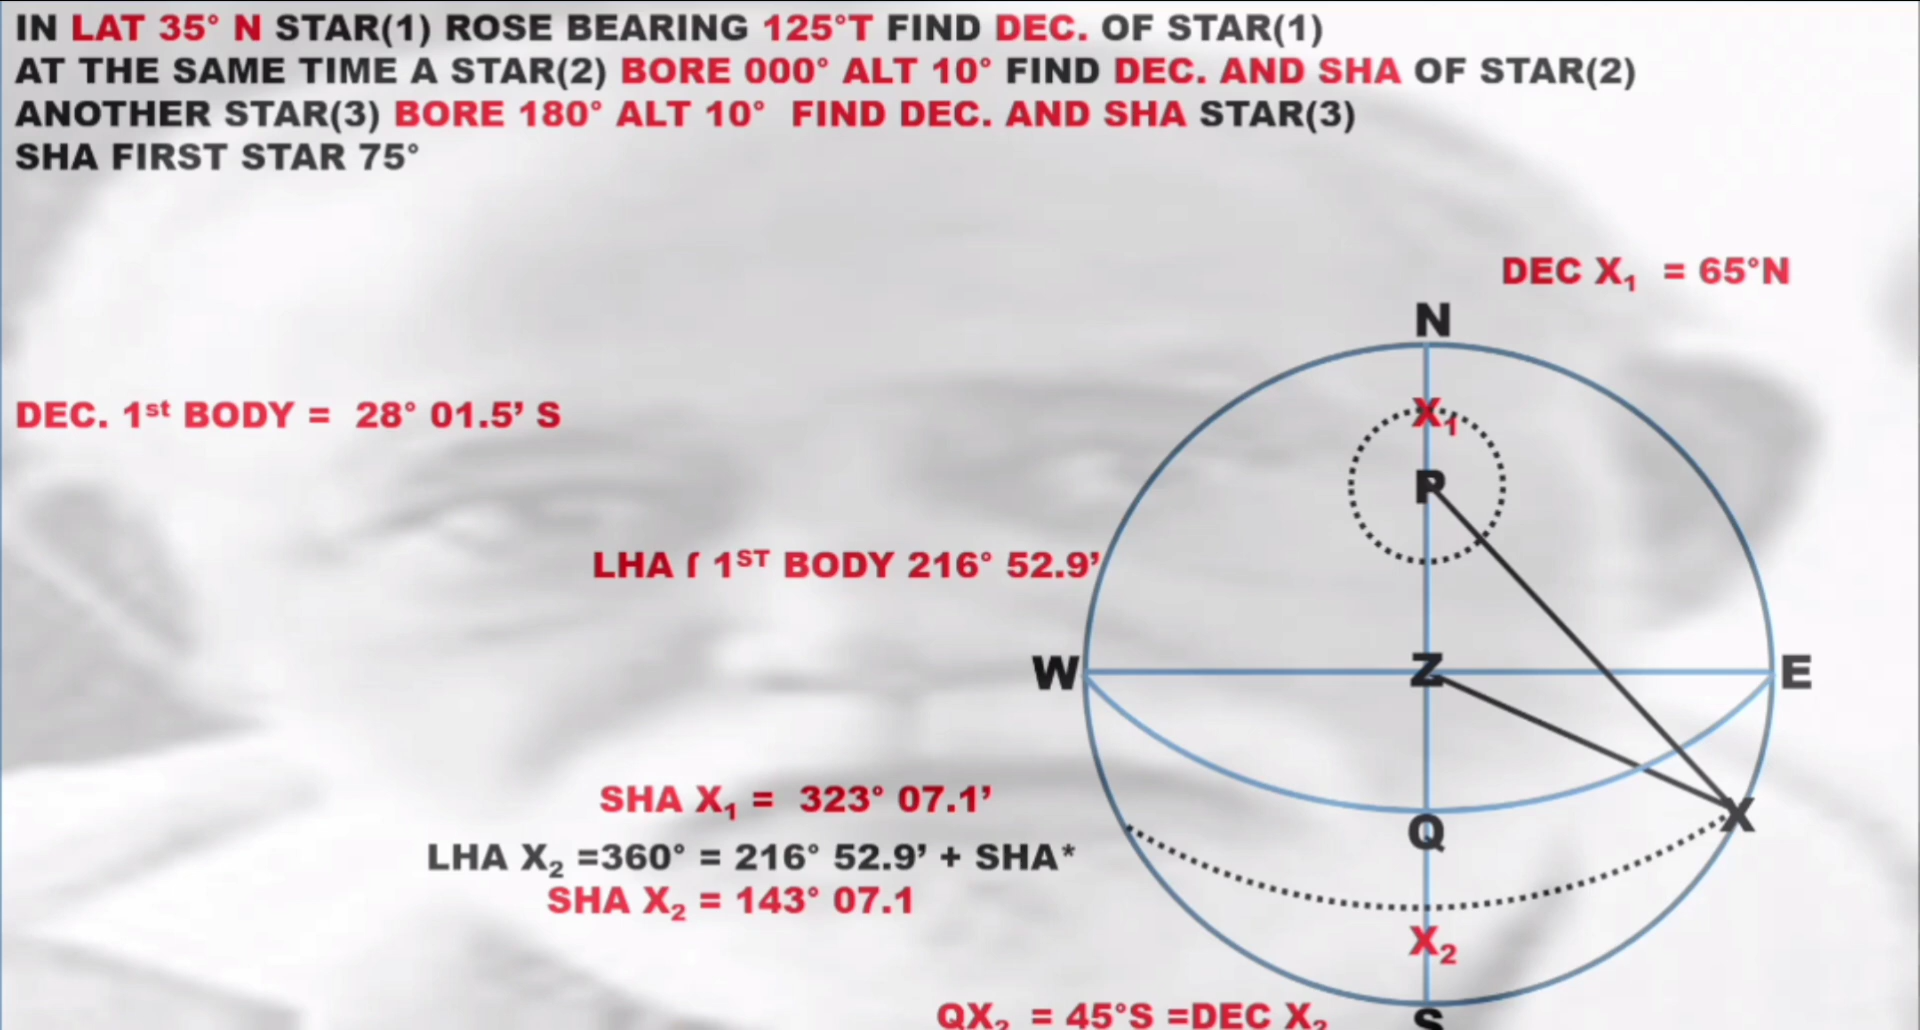 IN LAT 35° N STAR(1) ROSE BEARING 125°T FIND DEC. OF STAR(1)
AT THE SAME TIME A STAR(2) BORE 000° ALT 10° FIND DEC. AND SHA OF STAR(2)
ANOTHER STAR(3) BORE 180° ALT 10° FIND DEC. AND SHA STAR(3)
SHA FIRST STAR 75°
DEC X₁ = 65°N
N
X₁
DEC. 1st BODY = 28° 01.5’ S
P
LHA ſ 1ST BODY 216° 52.9’
W
Z
E
SHA X₁ = 323° 07.1’
Q
X
LHA X₂ =360° = 216° 52.9’ + SHA*
SHA X₂ = 143° 07.1
X₂
QX₂ = 45°S =DEC X₂
S